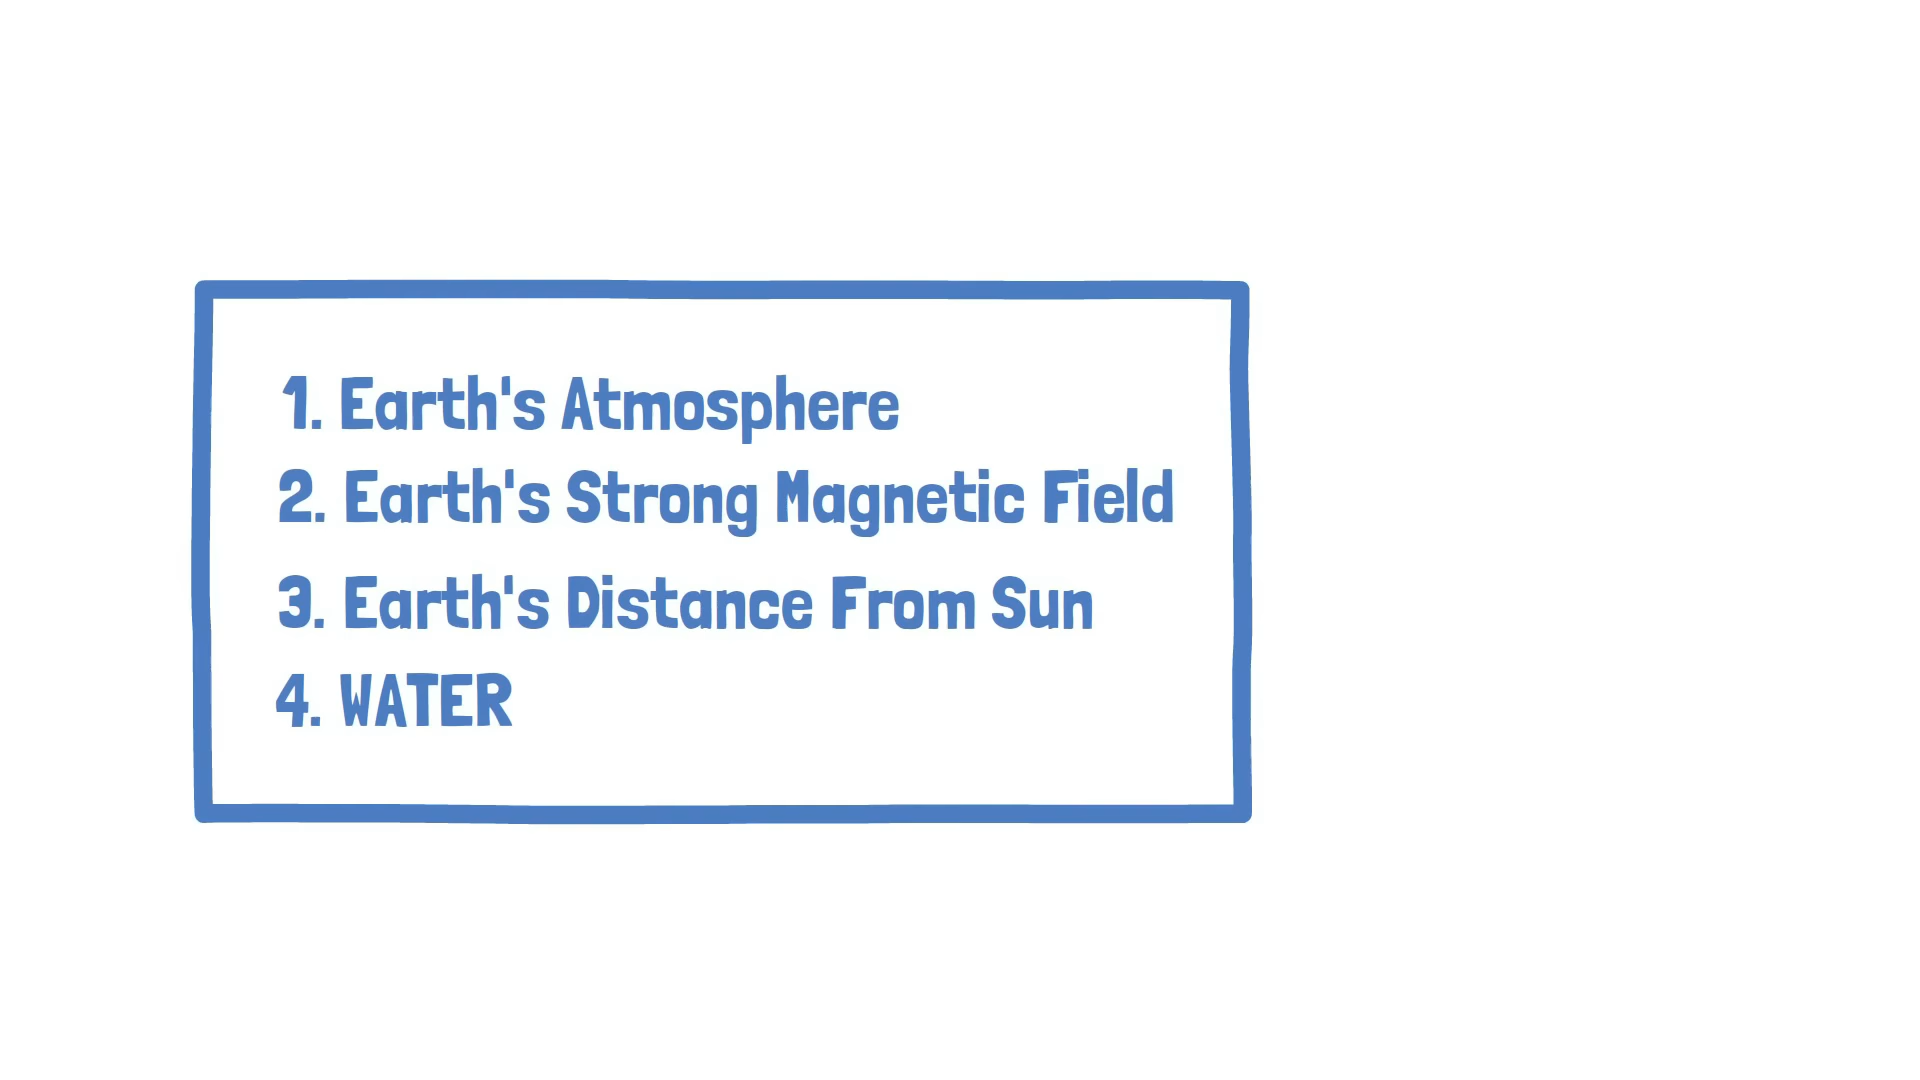 1. Earth's Atmosphere
2. Earth's Strong Magnetic Field
3. Earth's Distance From Sun
4. WATER